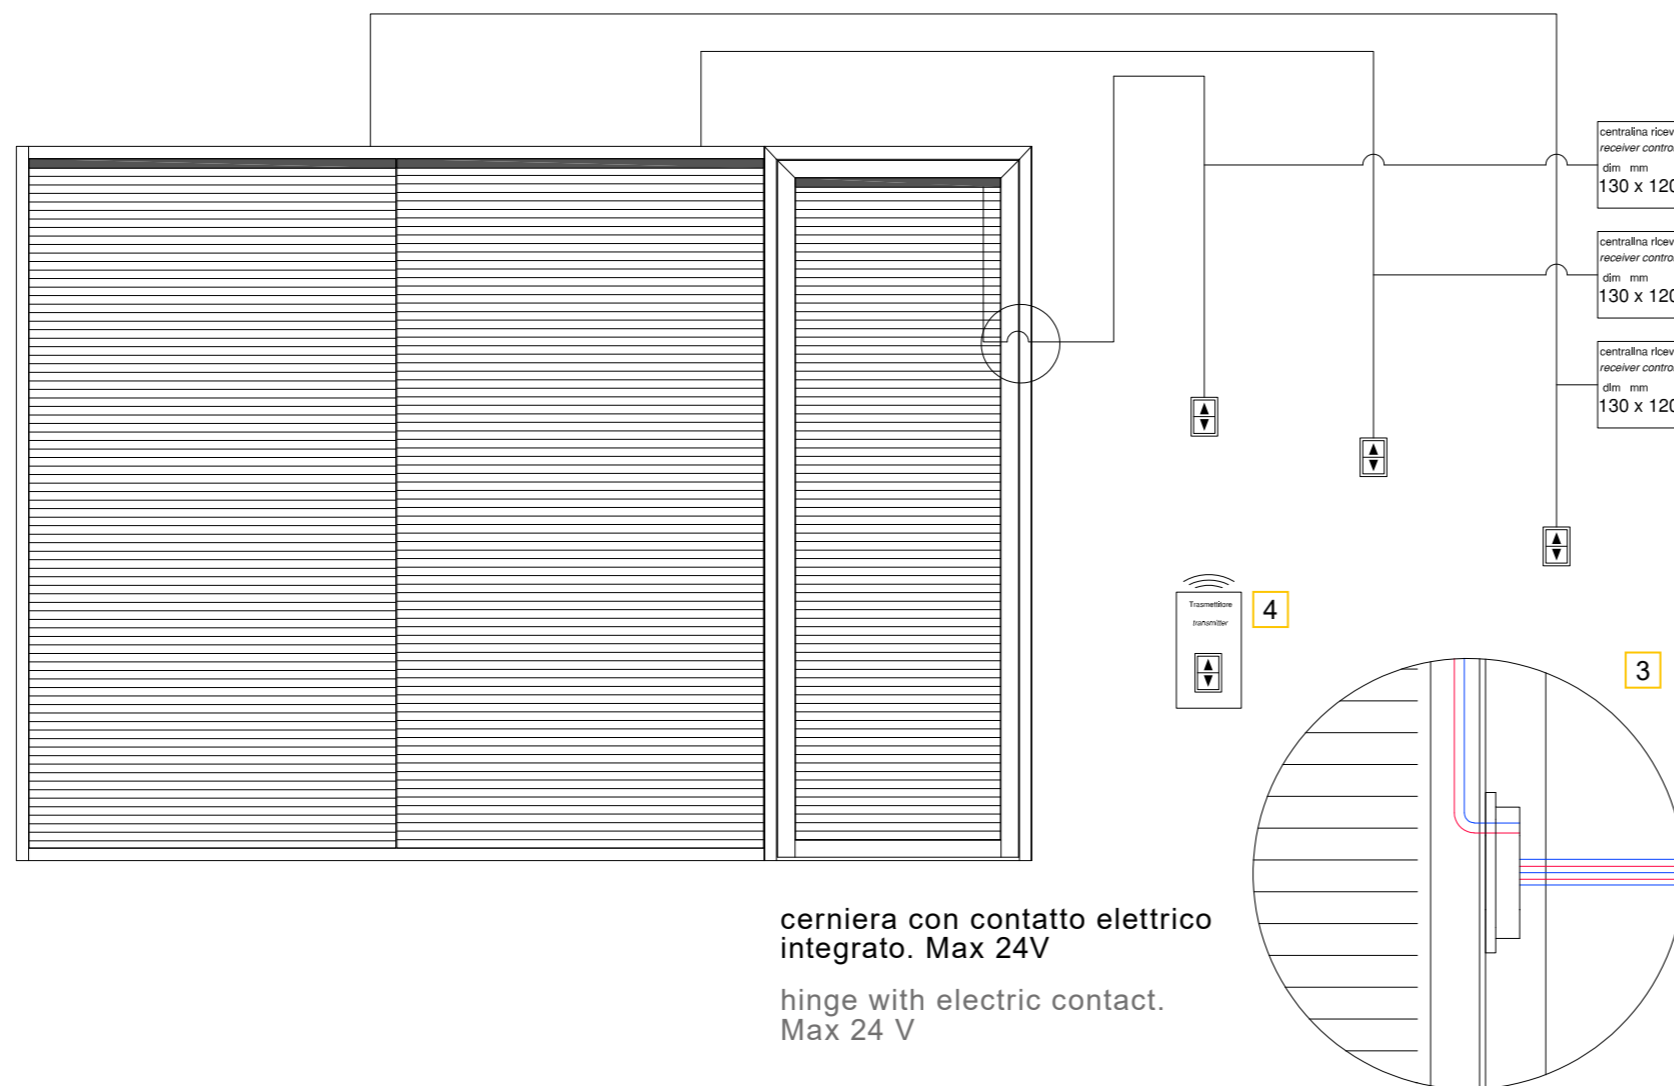 centralina ricev
receiver contro
dim mm
130 x 120
centralina ricev
receiver contro
dim mm
130 x 120
centralina ricev
receiver contro
dim mm
130 x 120
Trasmettitore
transmitter
4
3
cerniera con contatto elettrico
integrato. Max 24V
hinge with electric contact.
Max 24 V